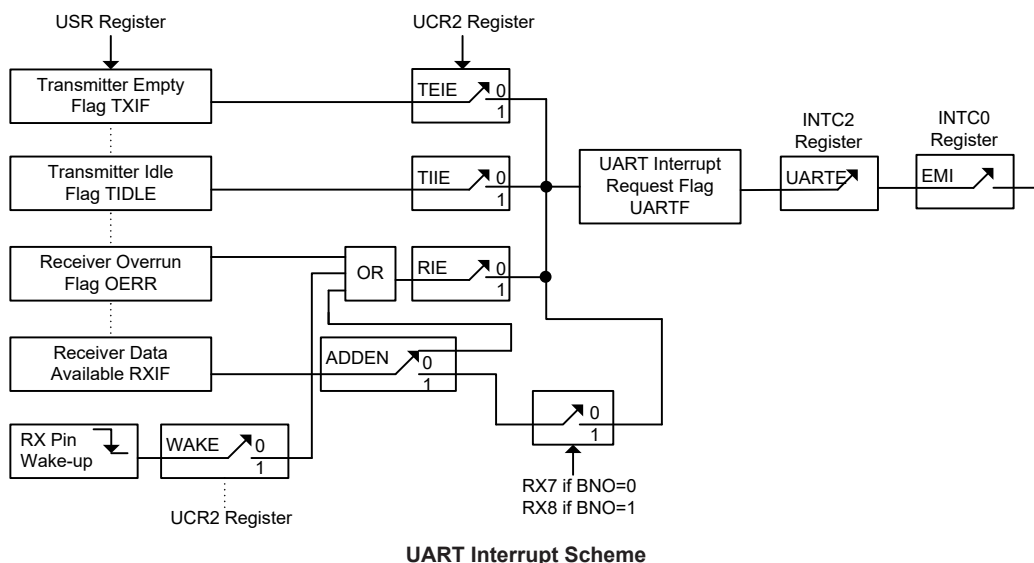 USR Register
UCR2 Register
Transmitter Empty
Flag TXIF
TEIE
0
1
INTC2
Register
INTC0
Register
Transmitter Idle
Flag TIDLE
TIIE
0
1
UART Interrupt
Request Flag
UARTF
UARTE
EMI
Receiver Overrun
Flag OERR
OR
RIE
0
1
Receiver Data
Available RXIF
ADDEN
0
1
0
1
RX Pin
Wake-up
WAKE
0
1
RX7 if BNO=0
RX8 if BNO=1
UCR2 Register
UART Interrupt Scheme